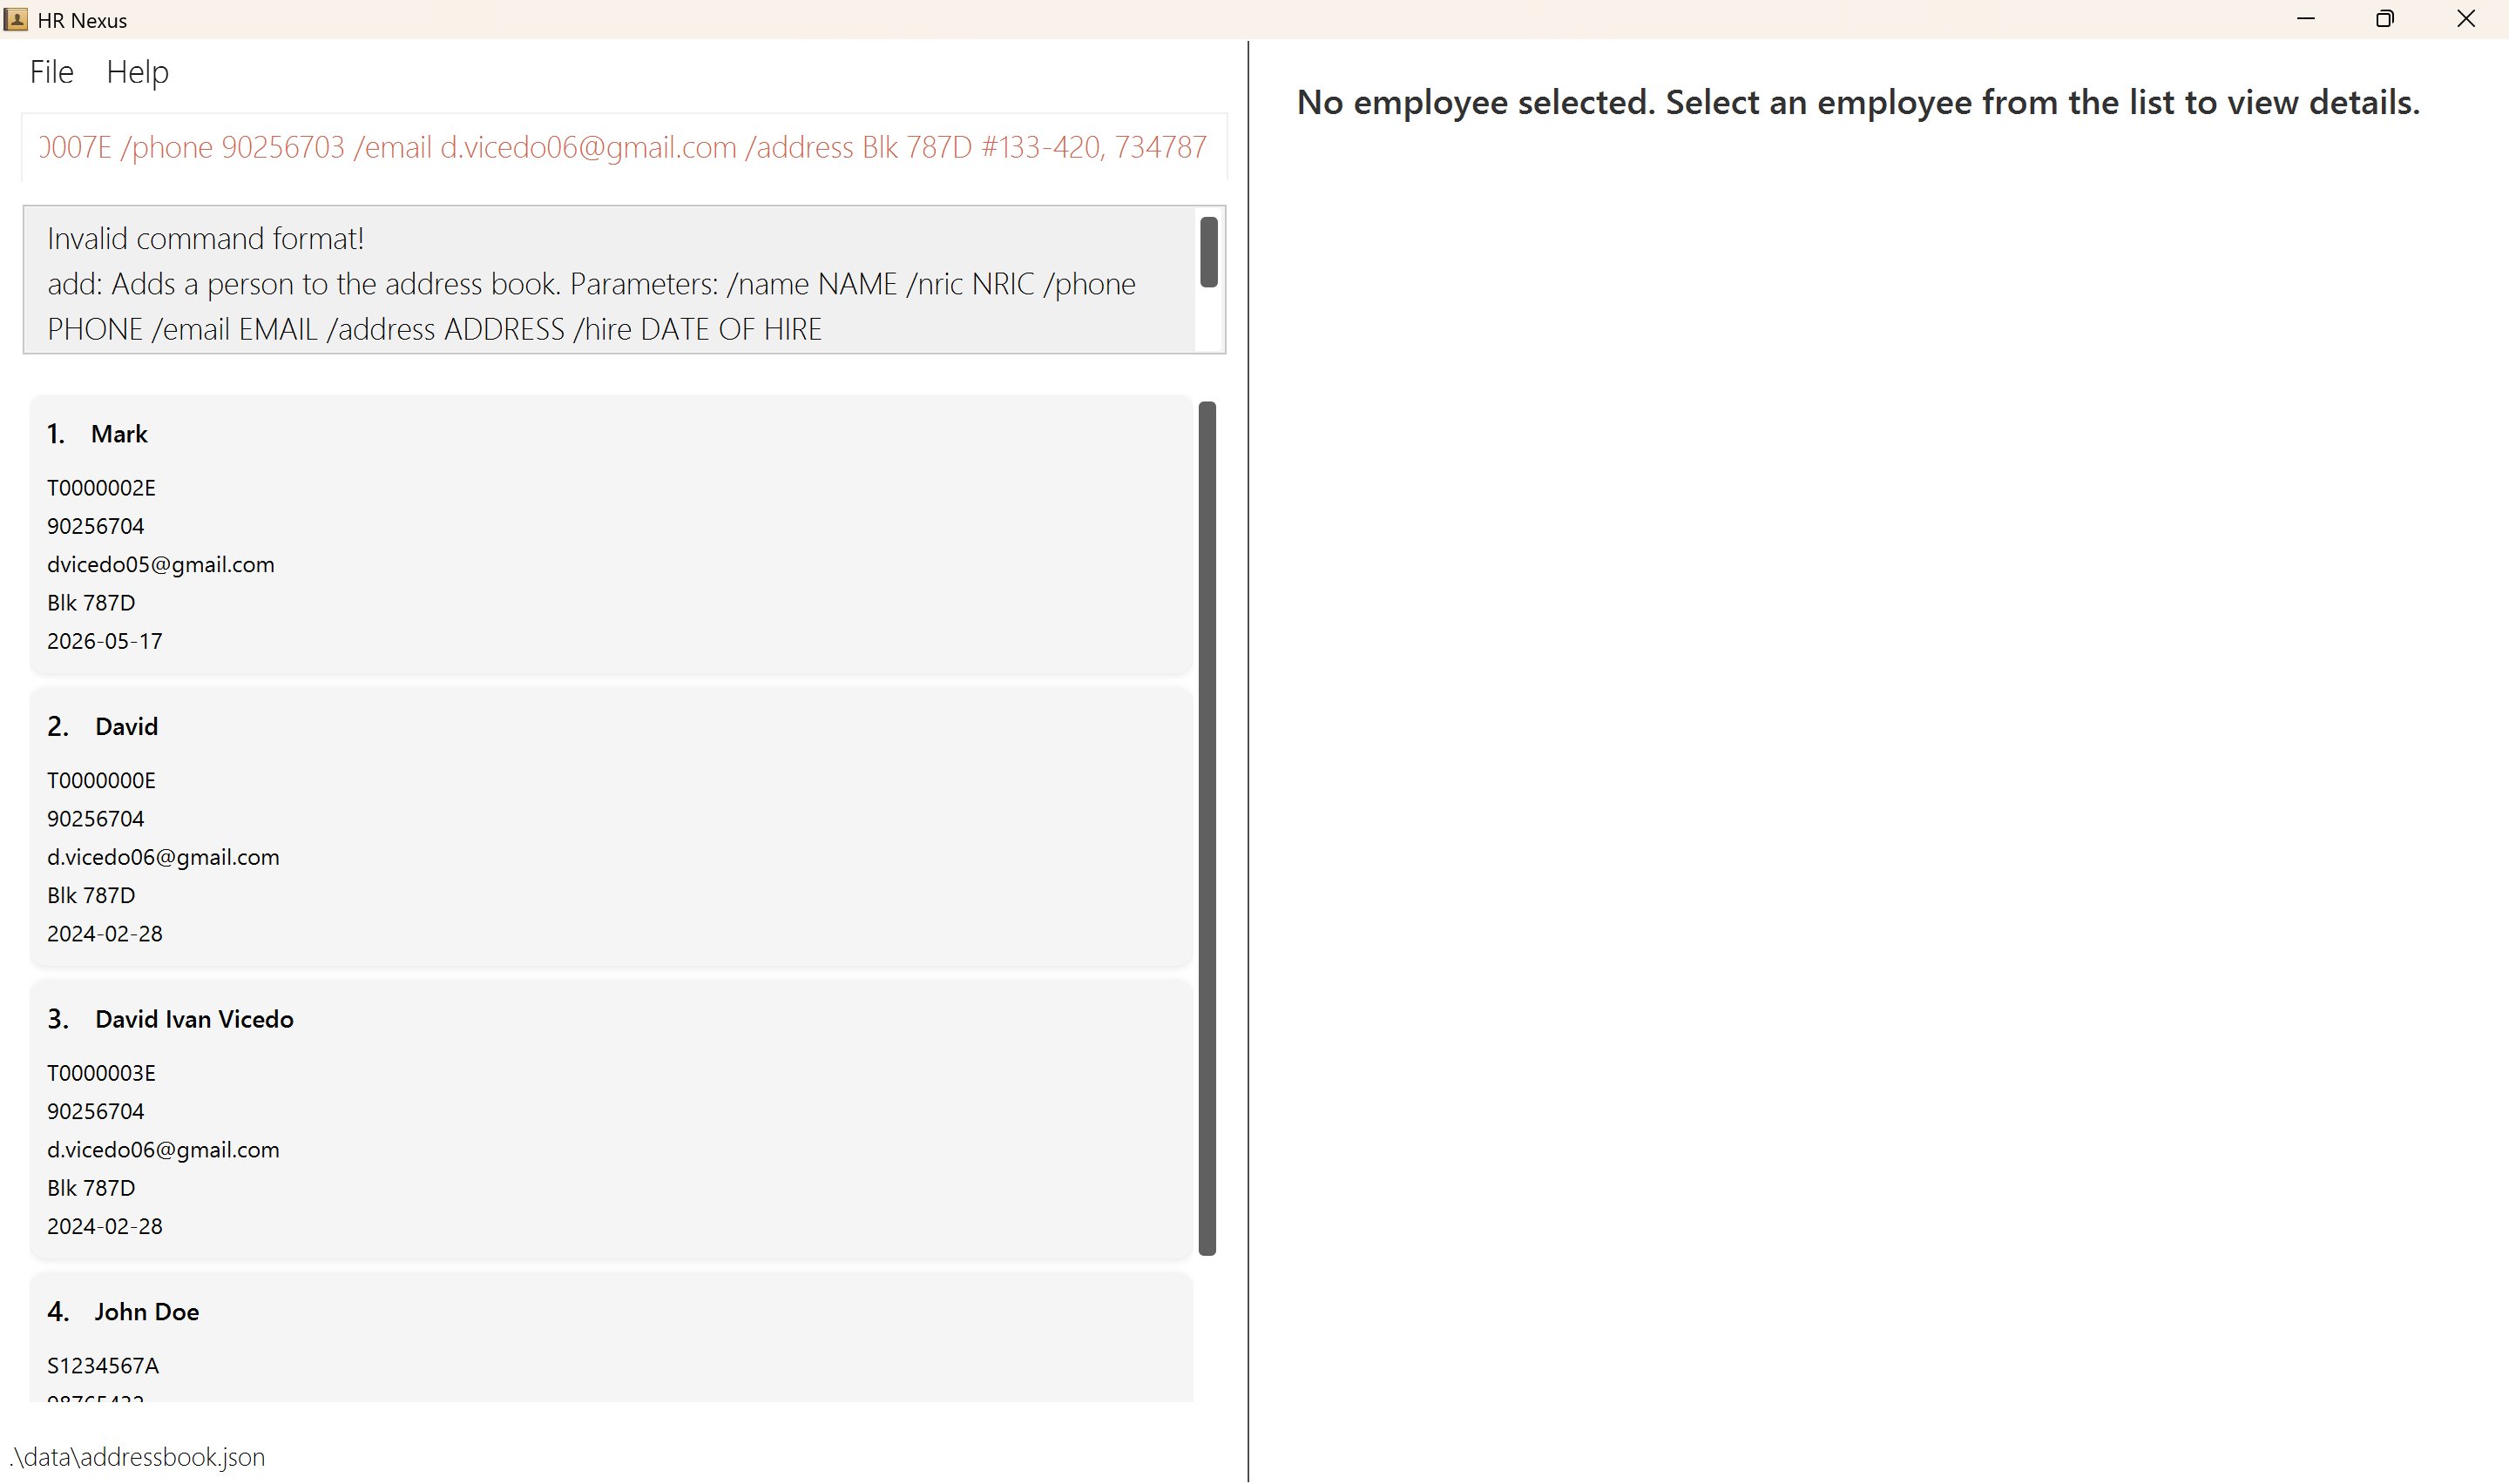 HR Nexus
File Help
0007E /phone 90256703 /email d.vicedo06@gmail.com /address Blk 787D #133-420, 734787
Invalid command format!
add: Adds a person to the address book. Parameters: /name NAME /nric NRIC /phone
PHONE /email EMAIL /address ADDRESS /hire DATE OF HIRE
1. Mark
T0000002E
90256704
dvicedo05@gmail.com
Blk 787D
2026-05-17
2. David
T0000000E
90256704
d.vicedo06@gmail.com
Blk 787D
2024-02-28
3. David Ivan Vicedo
T0000003E
90256704
d.vicedo06@gmail.com
Blk 787D
2024-02-28
4. John Doe
S1234567A
.\data\addressbook.json
No employee selected. Select an employee from the list to view details.